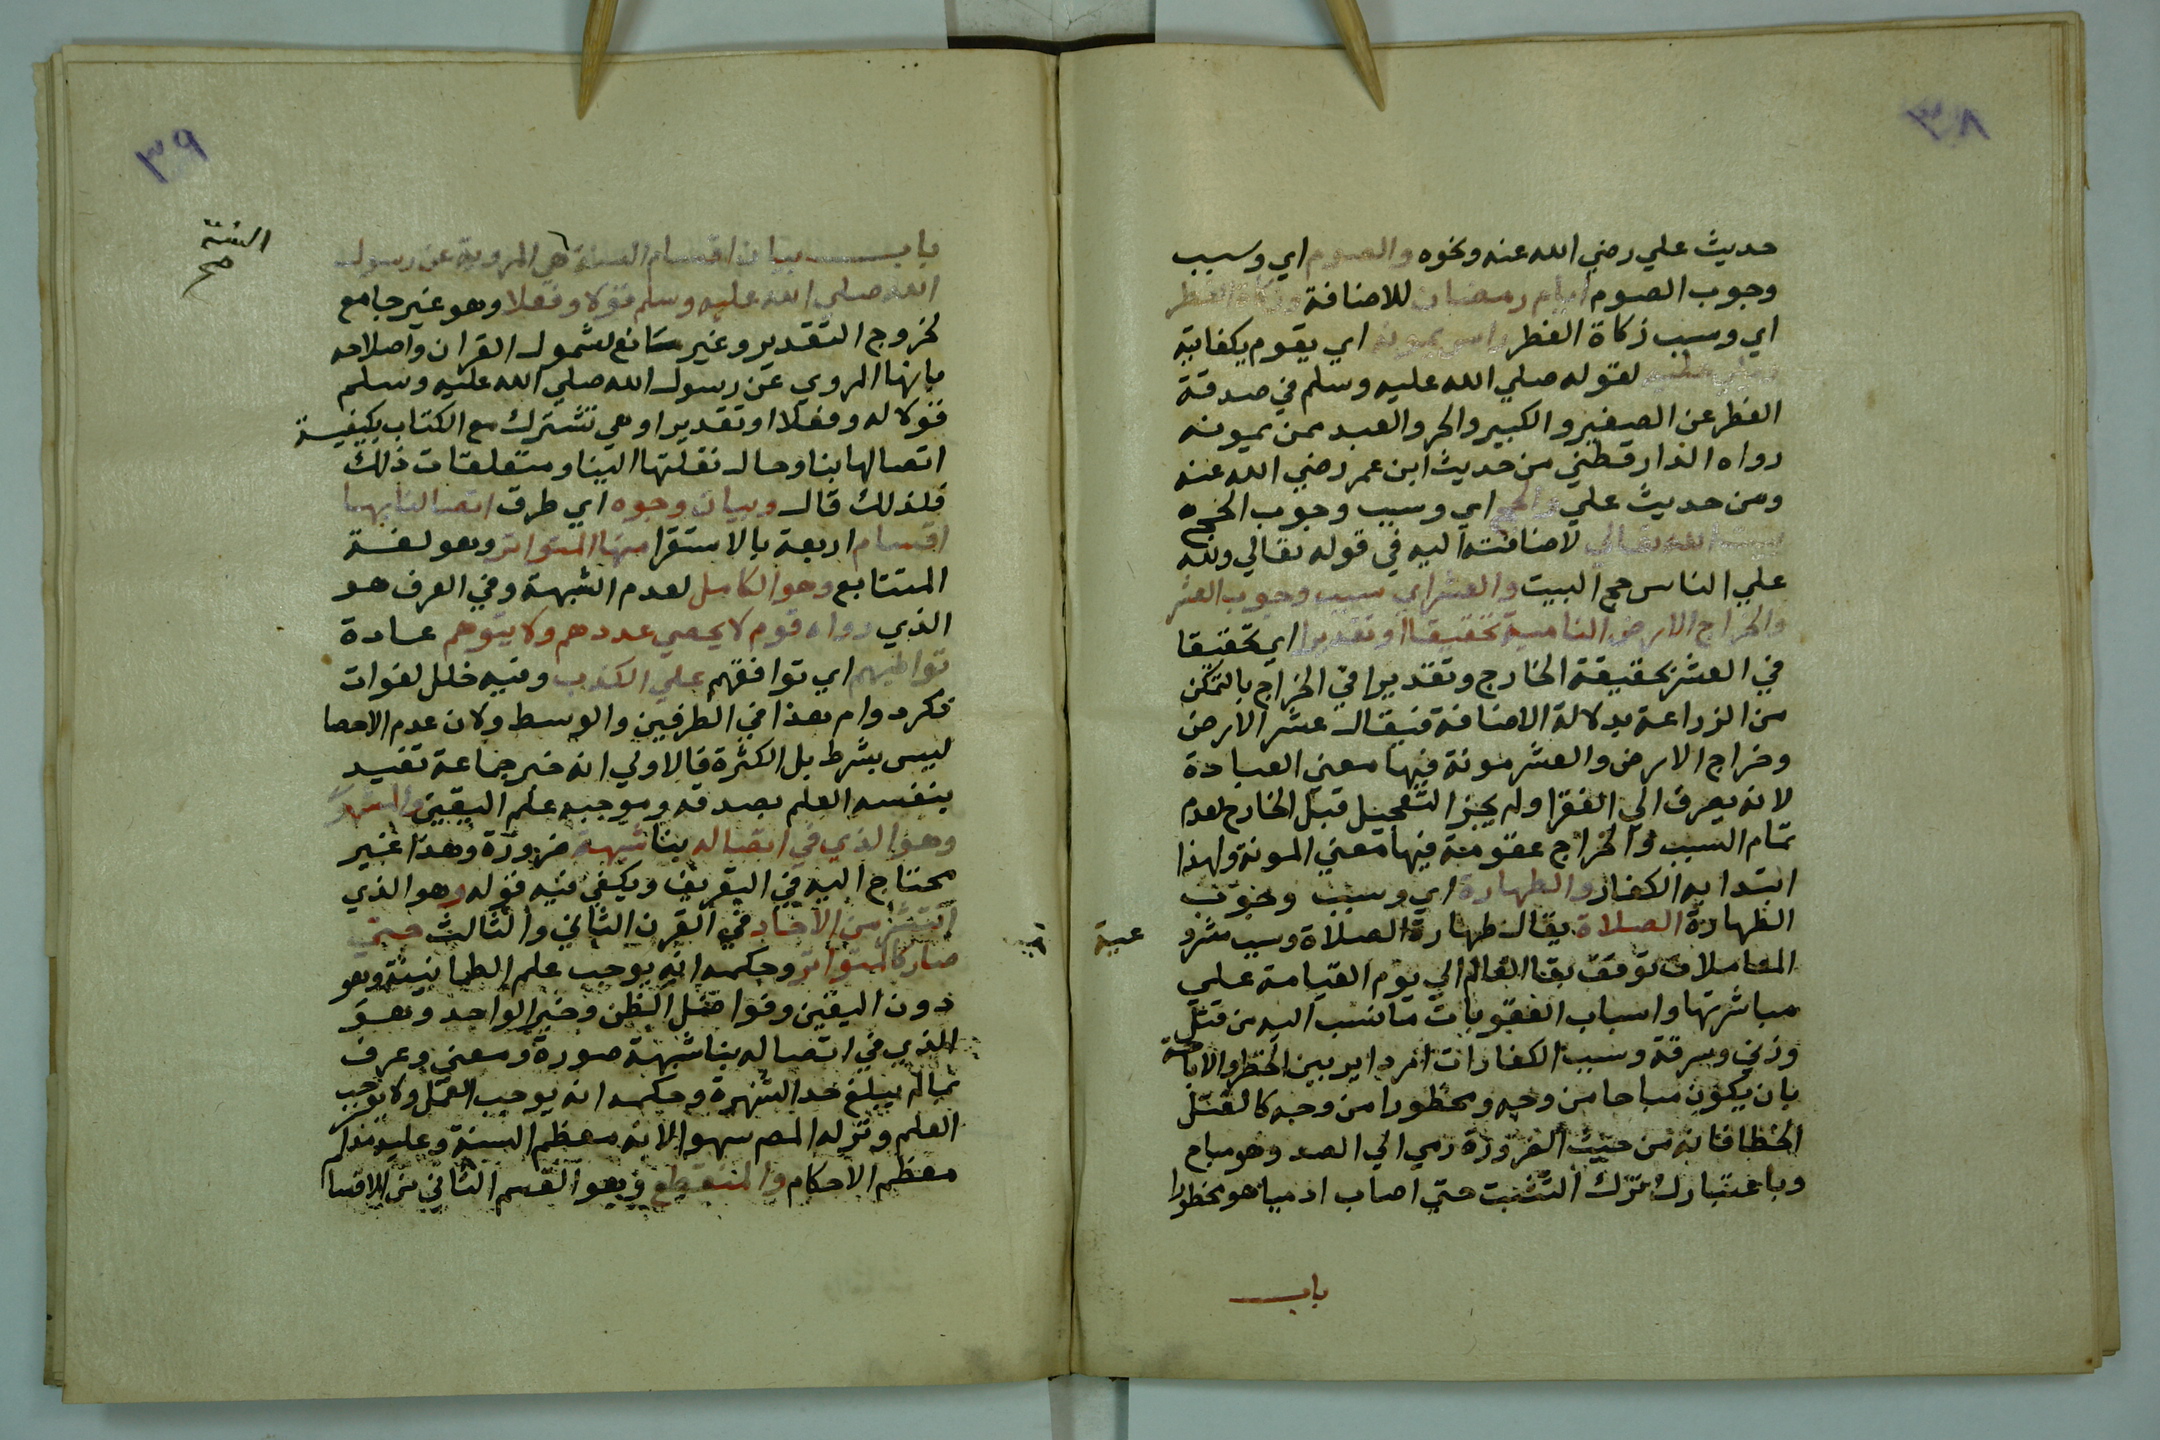 ٣٨
حديث علي رضي الله عنه ونحوه والصوم اي وسبب
وجوب الصوم ايام رمضان للاضافة وزكاة الفطر
اي وسبب زكاة الفطر راس يمونه اي يقوم بكفايته
لقوله صلي الله عليه وسلم في صدقة
الفطر عن الصغير والكبير والحر والعبد ممن يمونه
رواه الدارقطني من حديث ابن عمر رضي الله عنه
ومن حديث علي والحج اي وسبب وجوب الحج
بيت الله تعالي لاضافته اليه في قوله تعالي ولله
علي الناس حج البيت والعشر اي سبب وجوب العشر
والخراج الارض النامية تحقيقا او تقديرا اي تحقيقا
في العشر بحقيقة الخارج وتقديرا في الخراج بالتمكن
من الزراعة بدلالة الاضافة فيقال عشر الارض
وخراج الارض والعشر مونة فيها معني العبادة
لانه يصرف الي الفقرا ولم يجز التعجيل قبل الخارج لعدم
تمام السبب والخراج عقوبة فيها معني المونة ولهذا
ابتدا به الكفار والطهارة اي وسبب وجوب
الطهارة الصلاة يقال طهارة الصلاة وسبب مشرو
عية
المعاملات توقف بقا العالم الي يوم القيامة علي
مباشرتها واسباب العقوبات ما نسب اليه من قتل
وزني وسرقة وسبب الكفارات امر داير بين الحظر والاباحة
بان يكون مباحا من وجه ومحظورا من وجه كالقتل
الخطا فانه من حيث الصورة رمي الي الصيد وهو مباح
وباعتبار ترك التثبت حتي اصاب ادميا هو محظور
باب
٣٩
باب بيان اقسام السنة هي المروية عن رسول
السنة
صح
الله صلي الله عليه وسلم قولا وفعلا وهو غير جامع
لخروج التقدير وغير مانع لشمول القران واصلاحه
بانها المروي عن رسول الله صلي الله عليه وسلم
قولا له وفعلا او تقديرا وهي تشترك مع الكتاب بكيفية
اتصالها بنا وحال نقلتها الينا ومتعلقات ذلك
فلذلك قال وبيان وجوه اي طرق اتصالنا بهما
اقسام اربعة بالاستقرا منها المتواتر وهو لغة
المتتابع وهو الكامل لعدم الشبهة وفي العرف هو
الذي رواه قوم لا يحصي عددهم ولا يتوهم عادة
تواطيهم اي توافقهم علي الكذب وفيه خلل لفوات
ذكر دوام هذا في الطرفين والوسط ولان عدم الاحصا
ليس بشرط بل الكثرة فالاولي انه خبر جماعة تفيد
بنفسه العلم بصدقه وموجبه علم اليقين والمشهور
وهو الذي في اتصاله بنا شبهة صورة وهذا غير
محتاج اليه في التعريف ويكفي فيه قوله وهو الذي
انتشر من الاحاد في القرن الثاني والثالث حتي
صار كالمتواتر وحكمه انه يوجب علم الطمانينة وهو
دون اليقين وفوق اصل الظن وخبر الواحد وهو
الذي في اتصاله بنا شبهة صورة ومعني وعرف
بما لم يبلغ حد الشهرة وحكمه انه يوجب العمل ولا يوجب
العلم وتركه المص سهوا لانه معظم السنة وعليه مدار
معظم الاحكام والمنقطع وهو القسم الثاني من الاقسا